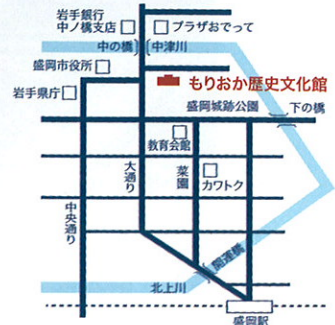 岩手銀行
中ノ橋支店
プラザおでって
中の橋
中津川
盛岡市役所
もりおか歴史文化館
岩手県庁
盛岡城跡公園
下の橋
教育会館
大通り
菜園
カワトク
中央通り
開運橋
北上川
盛岡駅